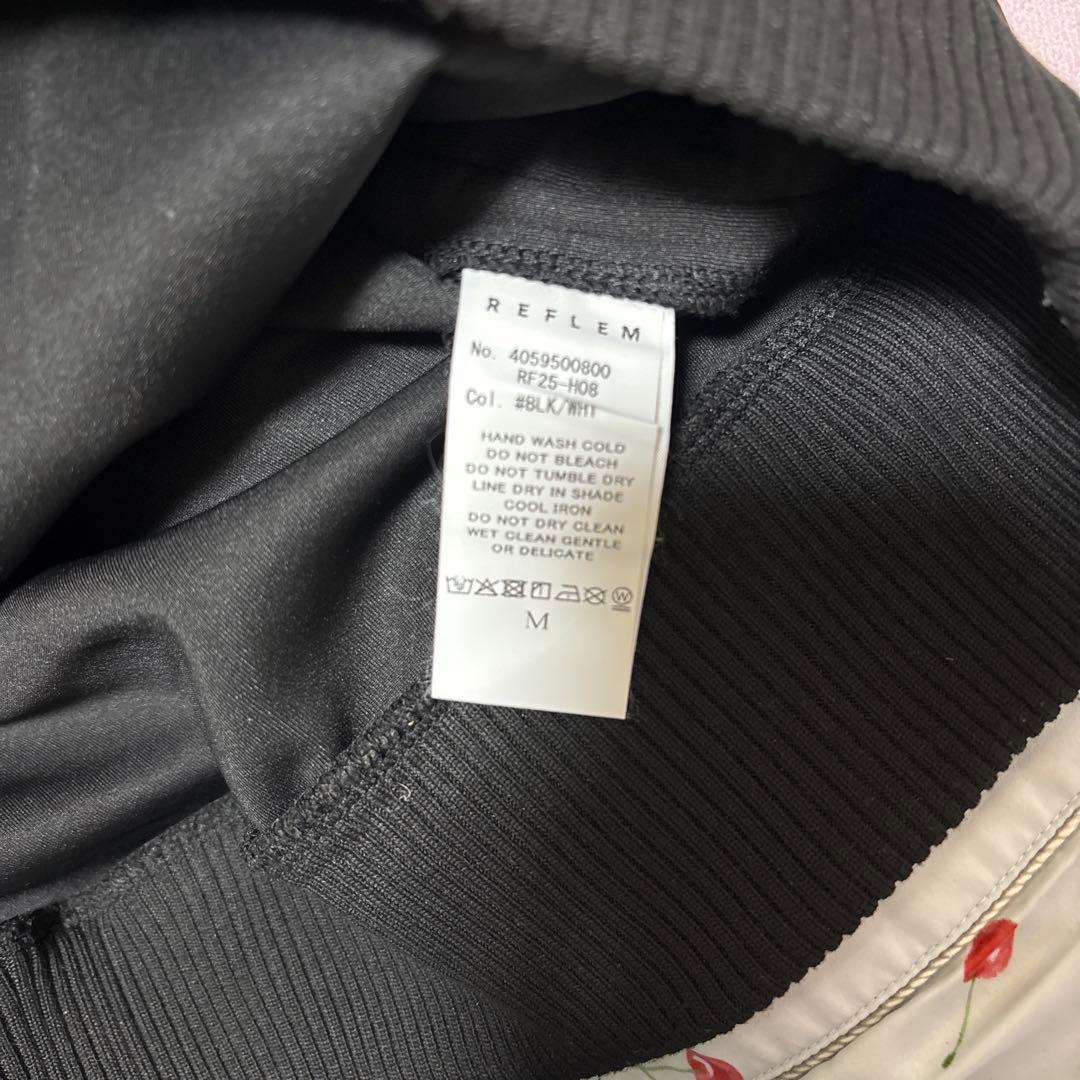 REFLEM
No. 4059500800
RF25-H08
Col. #BLK/WHT
HAND WASH COLD
DO NOT BLEACH
DO NOT TUMBLE DRY
LINE DRY IN SHADE
COOL IRON
DO NOT DRY CLEAN
WET CLEAN GENTLE
OR DELICATE
W
M